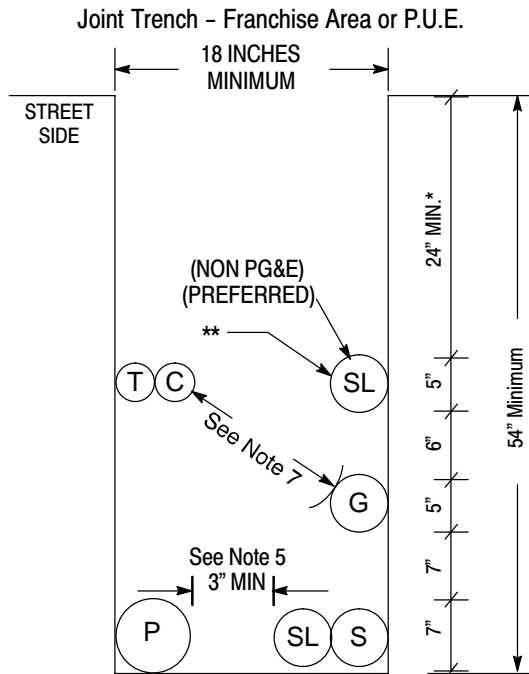 Joint Trench – Franchise Area or P.U.E.
18 INCHES
MINIMUM
STREET
SIDE
24" MIN.*
(NON PG&E)
(PREFERRED)
**
T
C
SL
5"
54" Minimum
See Note 7
6"
G
5"
See Note 5
3" MIN
7"
P
SL
S
7"